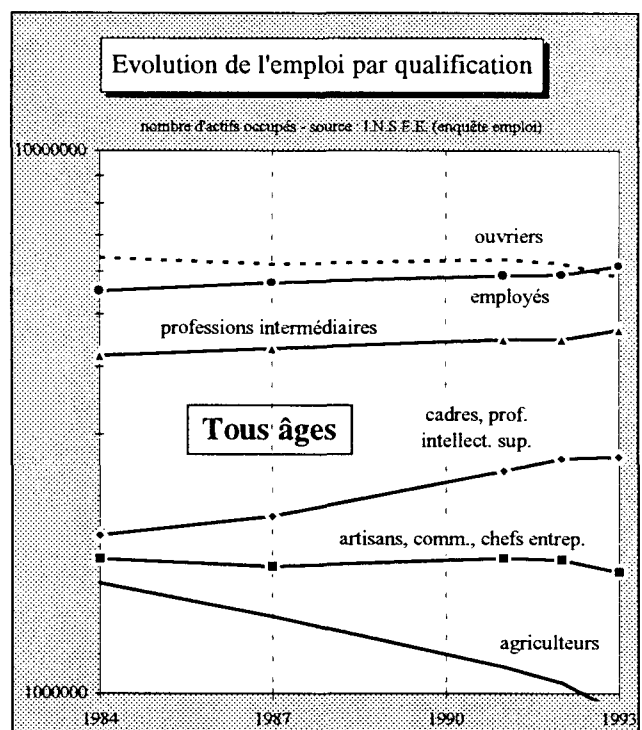 Evolution de l'emploi par qualification
nombre d'actifs occupés - source : I.N.S.E.E. (enquête emploi)
10000000
ouvriers
employés
professions intermédiaires
Tous âges
cadres, prof.
intellect. sup.
artisans, comm., chefs entrep.
agriculteurs
1000000
1984
1987
1990
1993